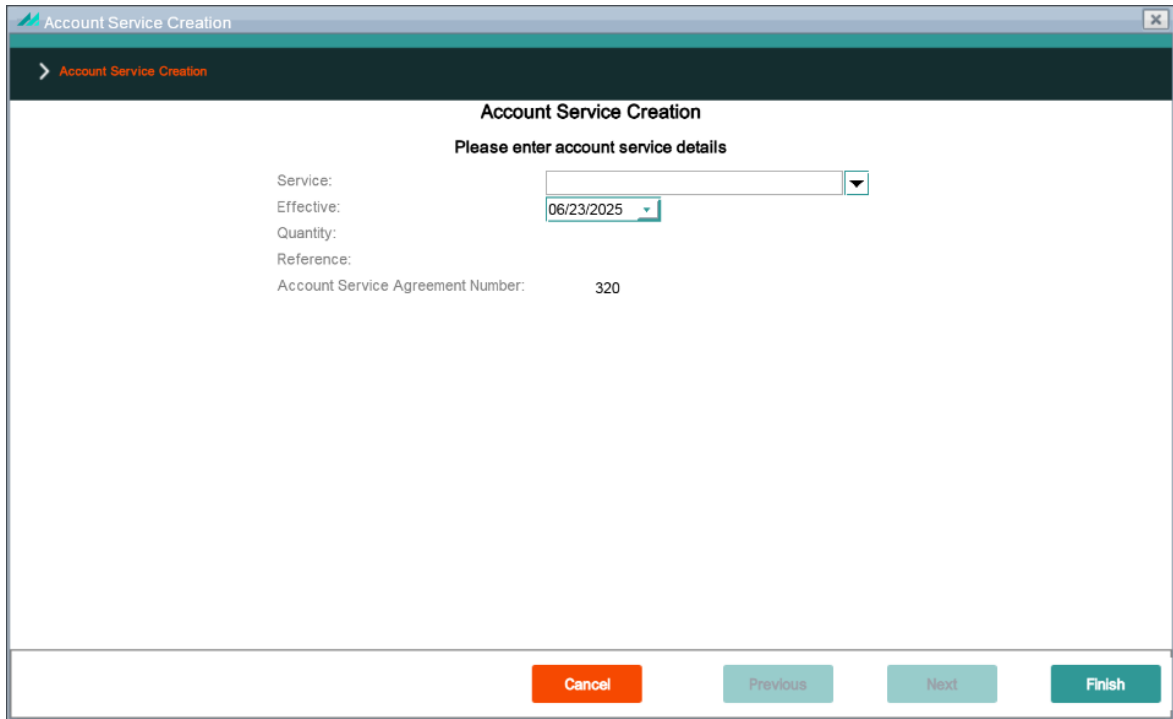 Account Service Creation
Account Service Creation
Account Service Creation
Please enter account service details
Service:
Effective: 06/23/2025
Quantity:
Reference:
Account Service Agreement Number: 320
Cancel Previous Next Finish